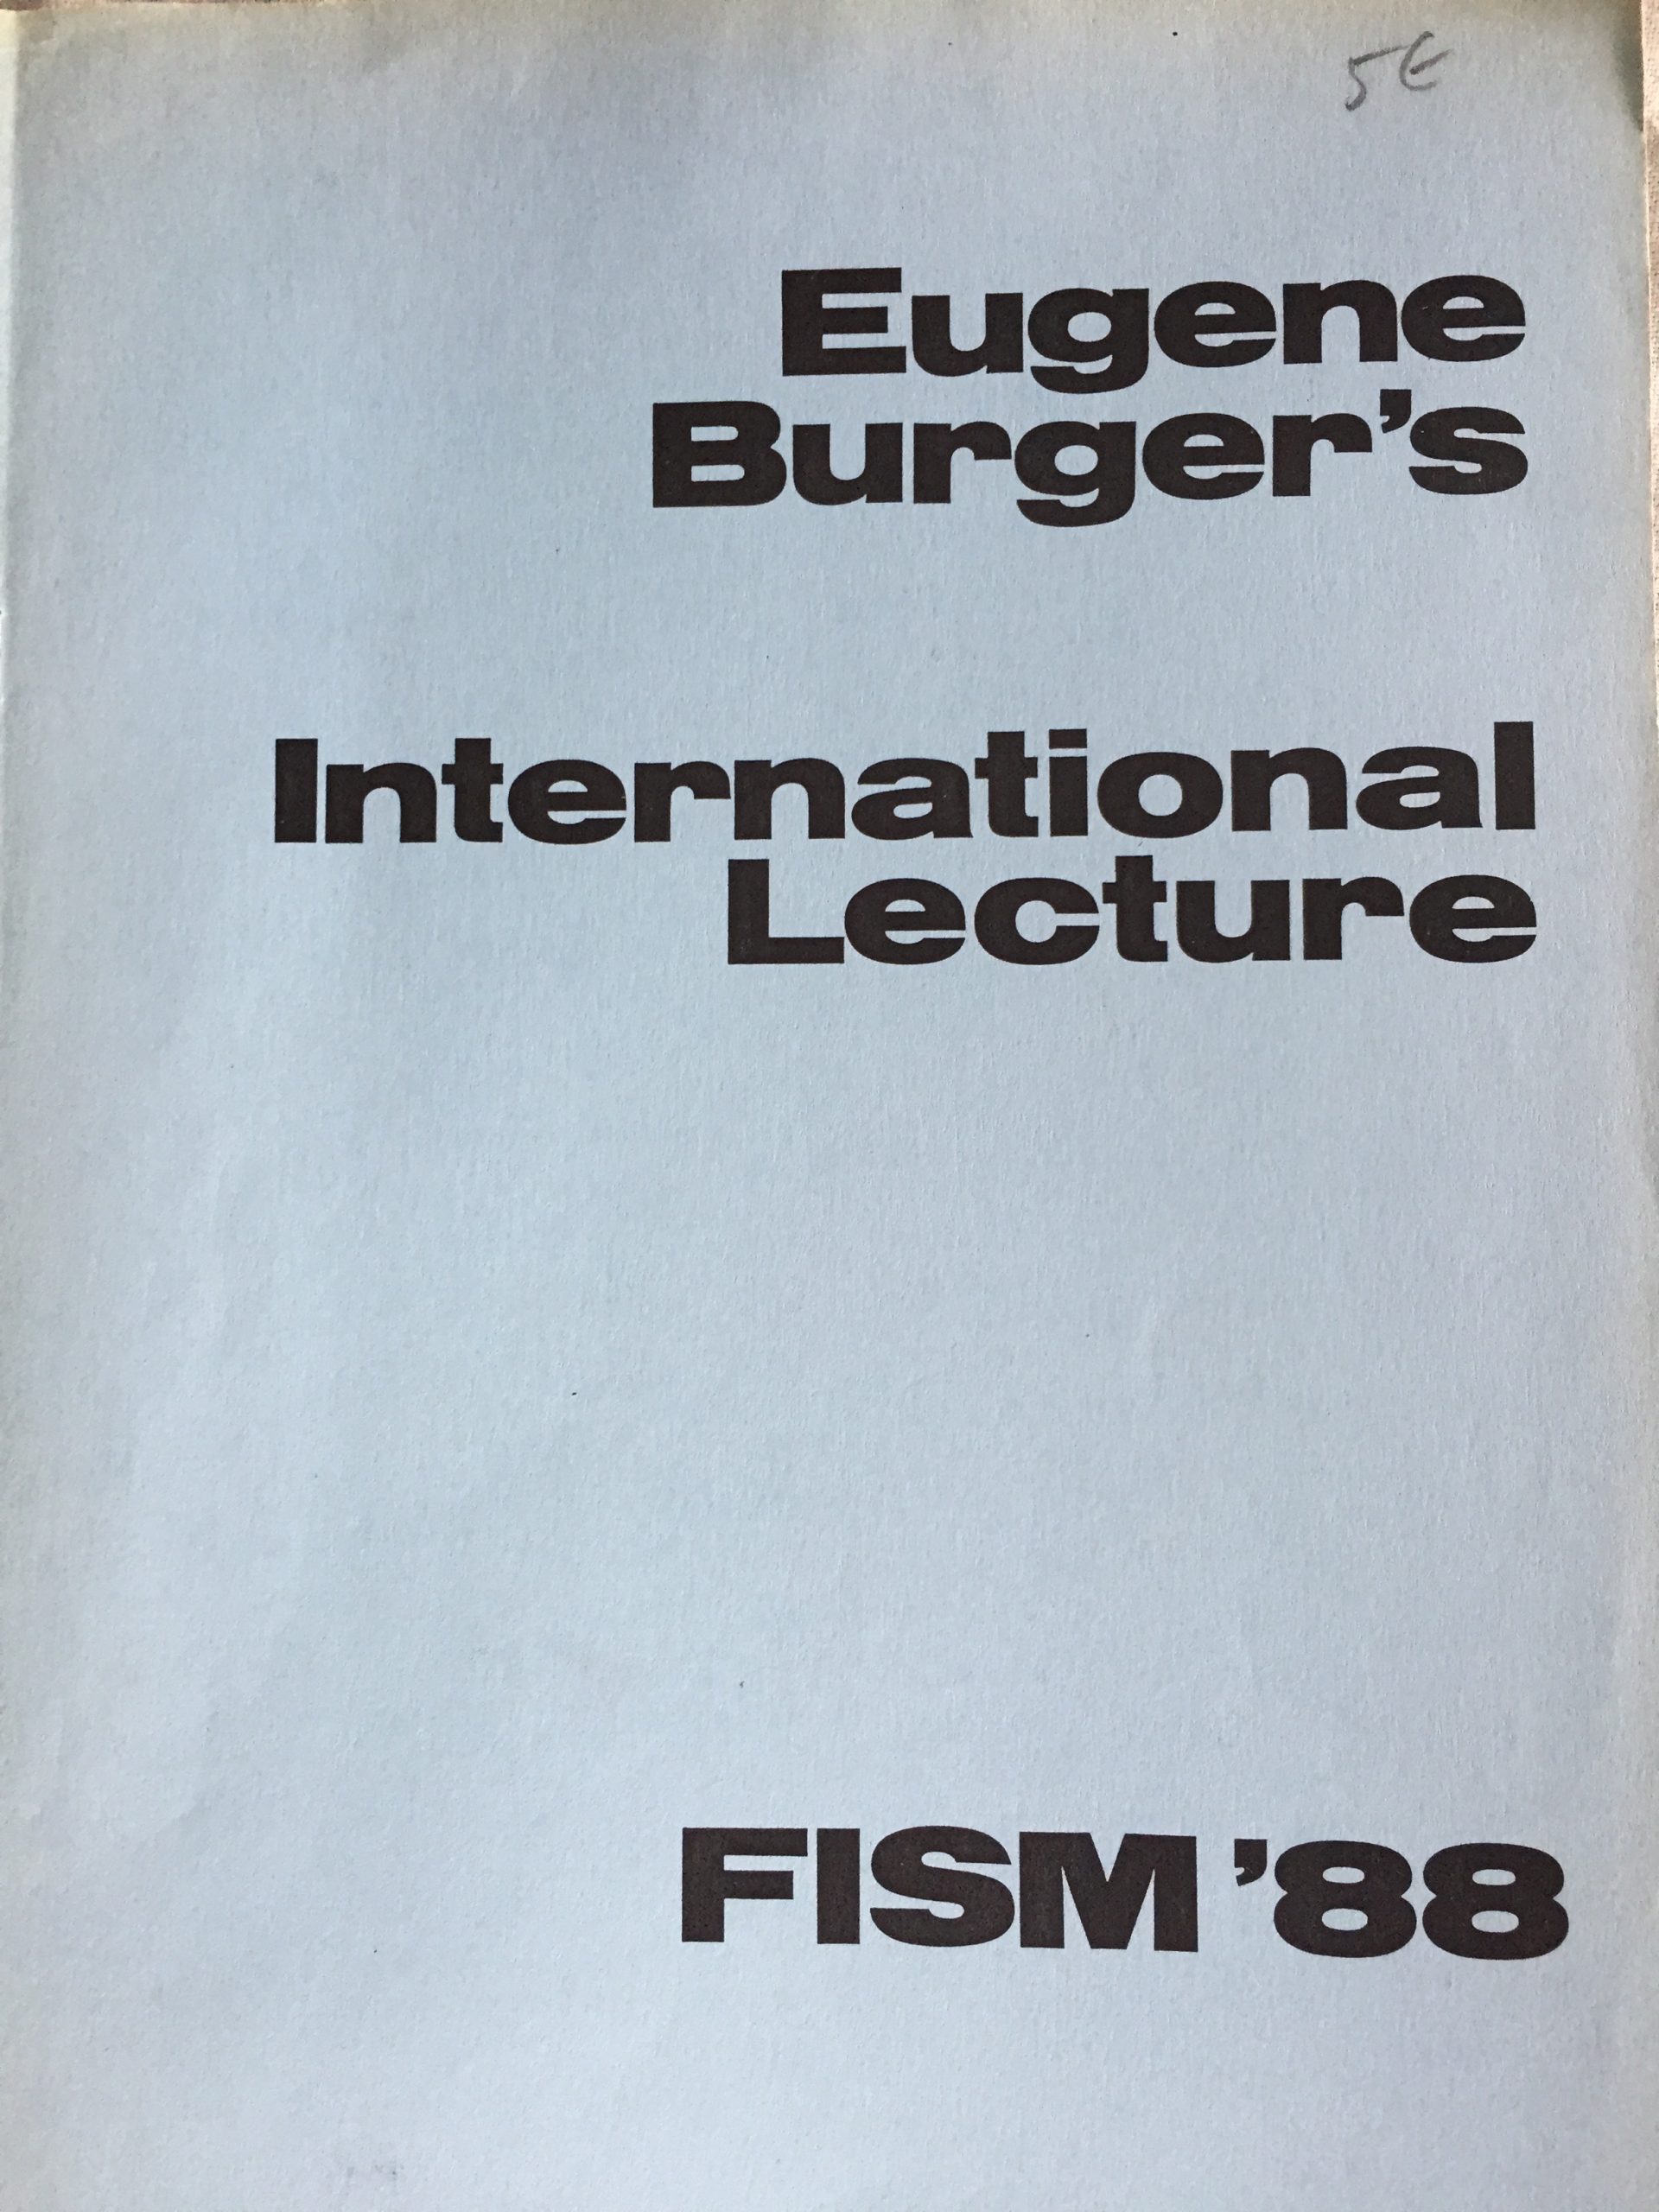 5€
Eugene
Burger's
International
Lecture
FISM '88